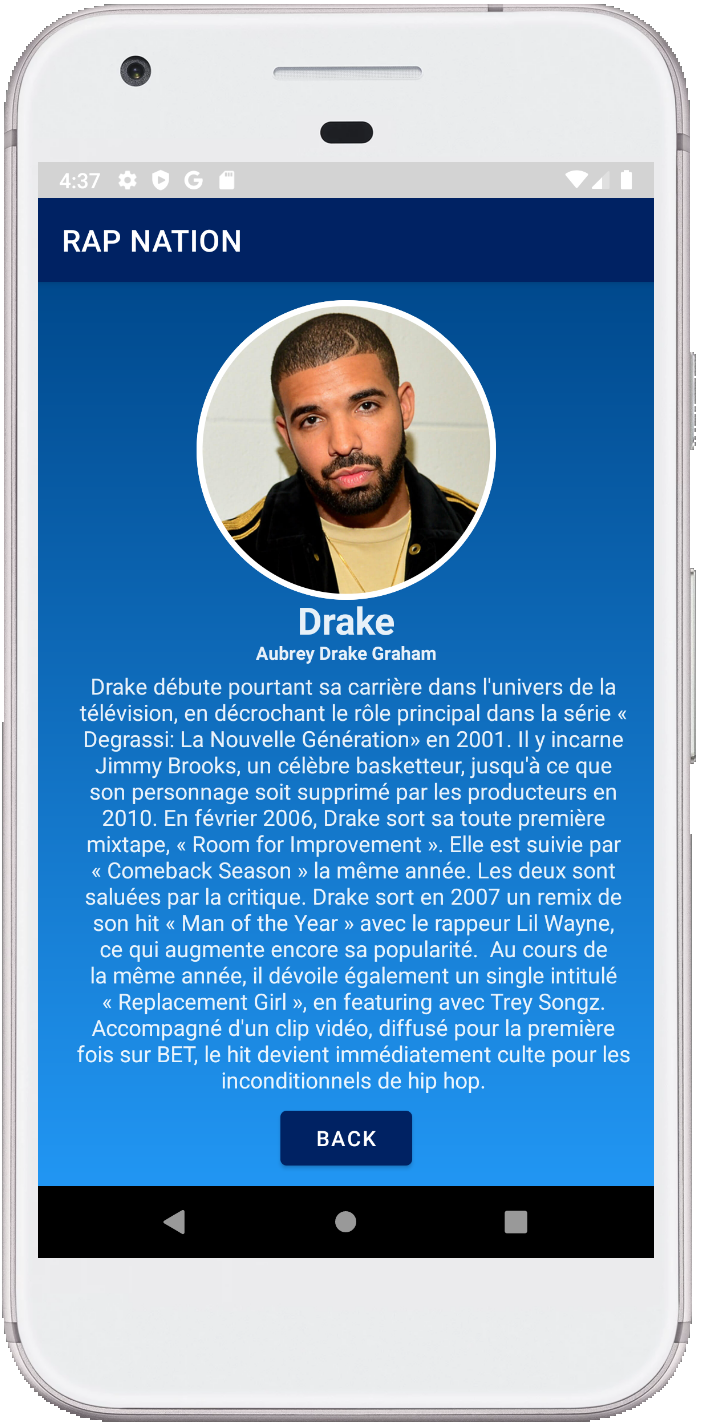 4:37
RAP NATION
Drake
Aubrey Drake Graham
Drake débute pourtant sa carrière dans l'univers de la
télévision, en décrochant le rôle principal dans la série «
Degrassi: La Nouvelle Génération» en 2001. Il y incarne
Jimmy Brooks, un célèbre basketteur, jusqu'à ce que
son personnage soit supprimé par les producteurs en
2010. En février 2006, Drake sort sa toute première
mixtape, « Room for Improvement ». Elle est suivie par
« Comeback Season » la même année. Les deux sont
saluées par la critique. Drake sort en 2007 un remix de
son hit « Man of the Year » avec le rappeur Lil Wayne,
ce qui augmente encore sa popularité.  Au cours de
la même année, il dévoile également un single intitulé
« Replacement Girl », en featuring avec Trey Songz.
Accompagné d'un clip vidéo, diffusé pour la première
fois sur BET, le hit devient immédiatement culte pour les
inconditionnels de hip hop.
BACK